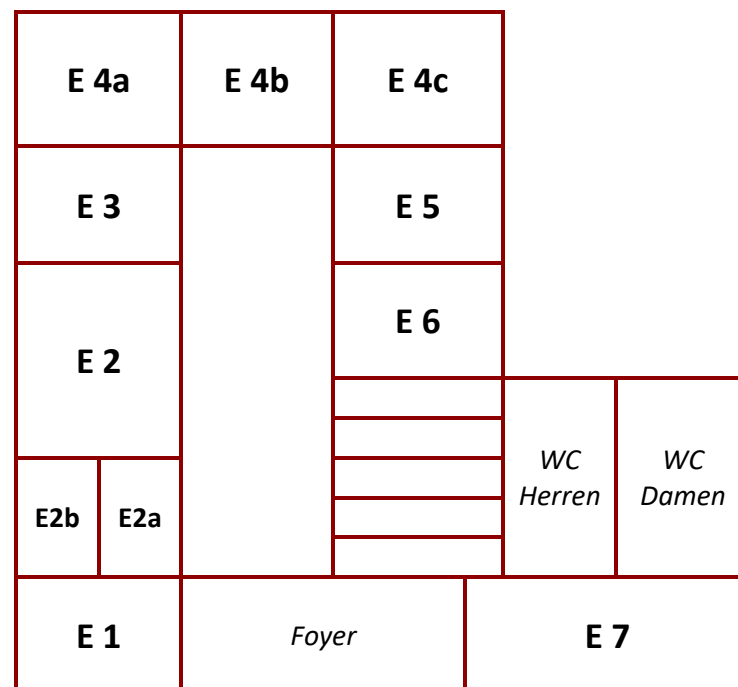 E 4a
E 4b
E 4c
E 3
E 5
E 2
E 6
WC
Herren
WC
Damen
E2b
E2a
E 1
Foyer
E 7